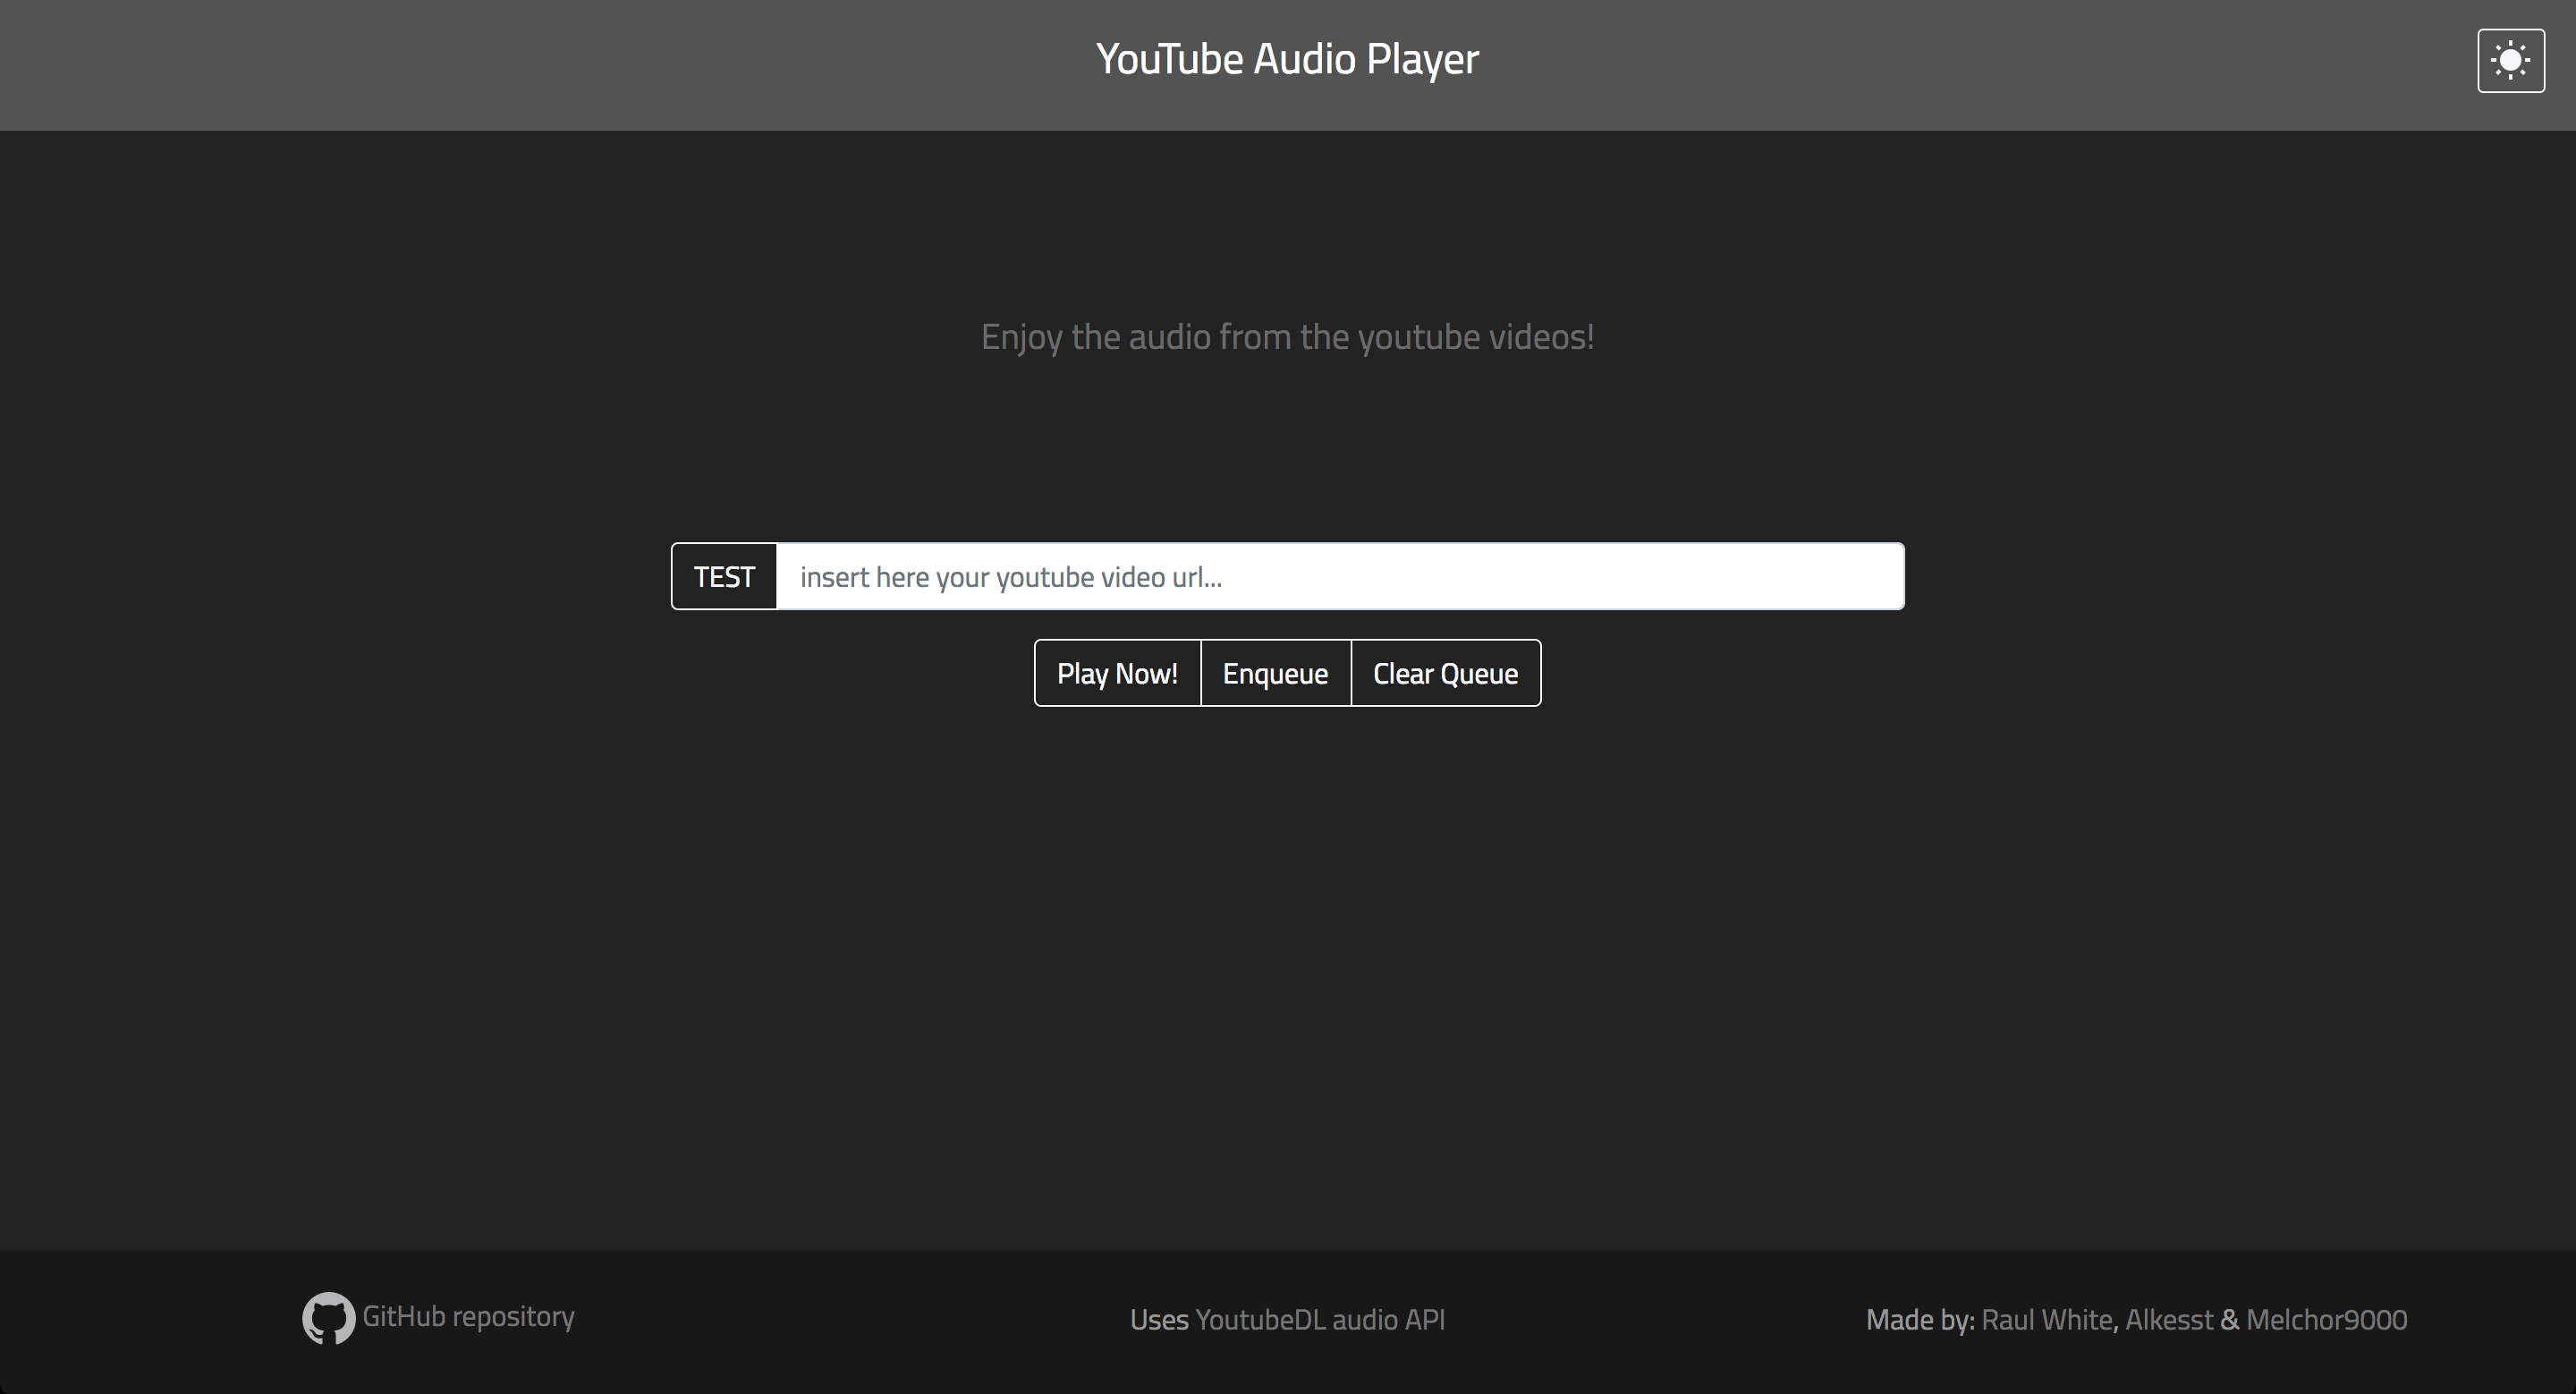 YouTube Audio Player
Enjoy the audio from the youtube videos!
TEST insert here your youtube video url...
Play Now! Enqueue Clear Queue
GitHub repository Uses YoutubeDL audio API Made by: Raul White, Alkesst & Melchor9000